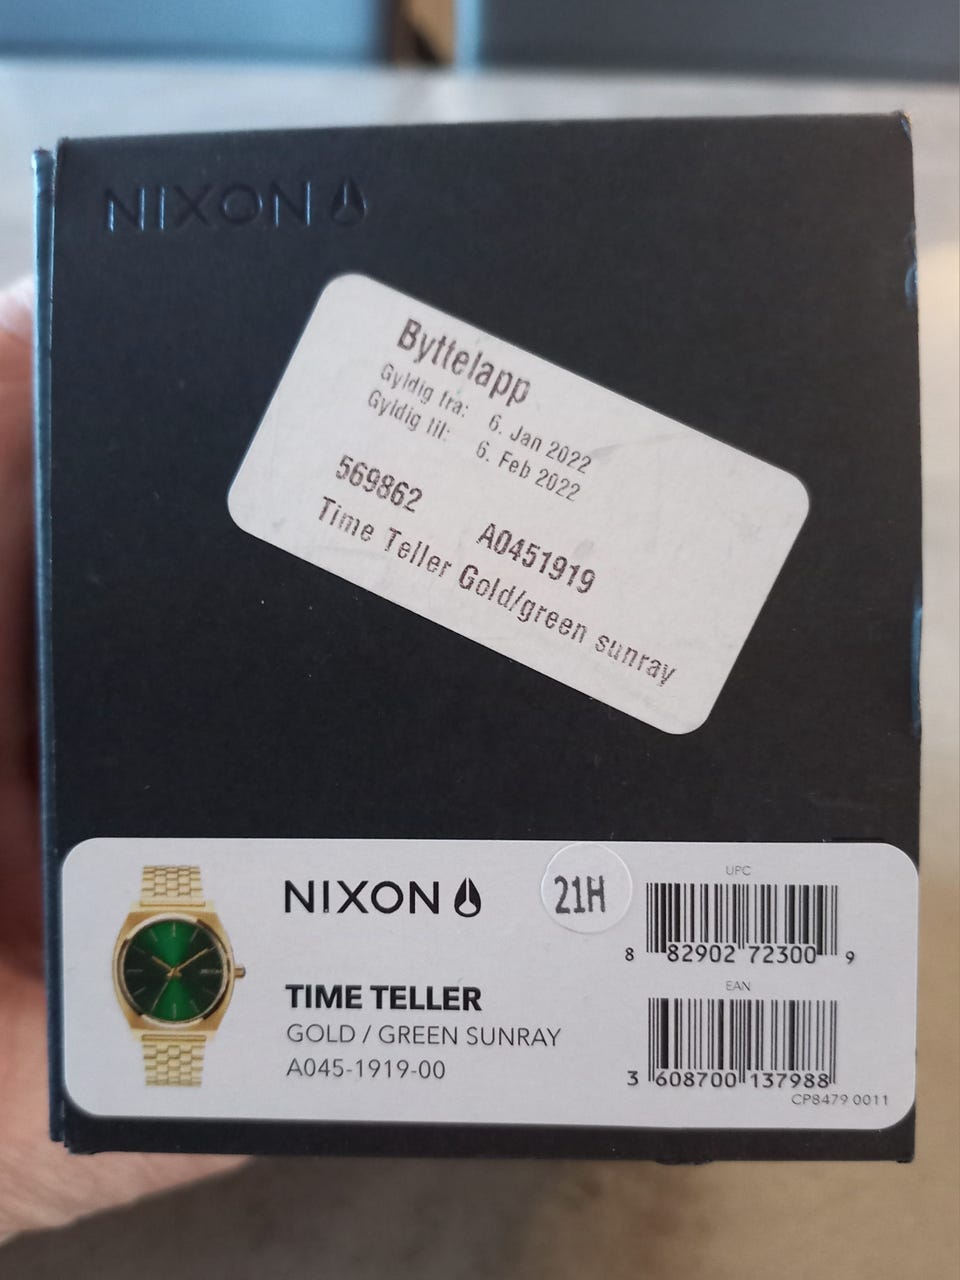 NIXON
Byttelapp
Gyldig fra: 6. Jan 2022
Gyldig til: 6. Feb 2022
569862 A0451919
Time Teller Gold/green sunray
NIXON
21H
TIME TELLER
GOLD / GREEN SUNRAY
A045-1919-00
UPC
8 82902 72300 9
EAN
3 608700 137988
CP8479 0011